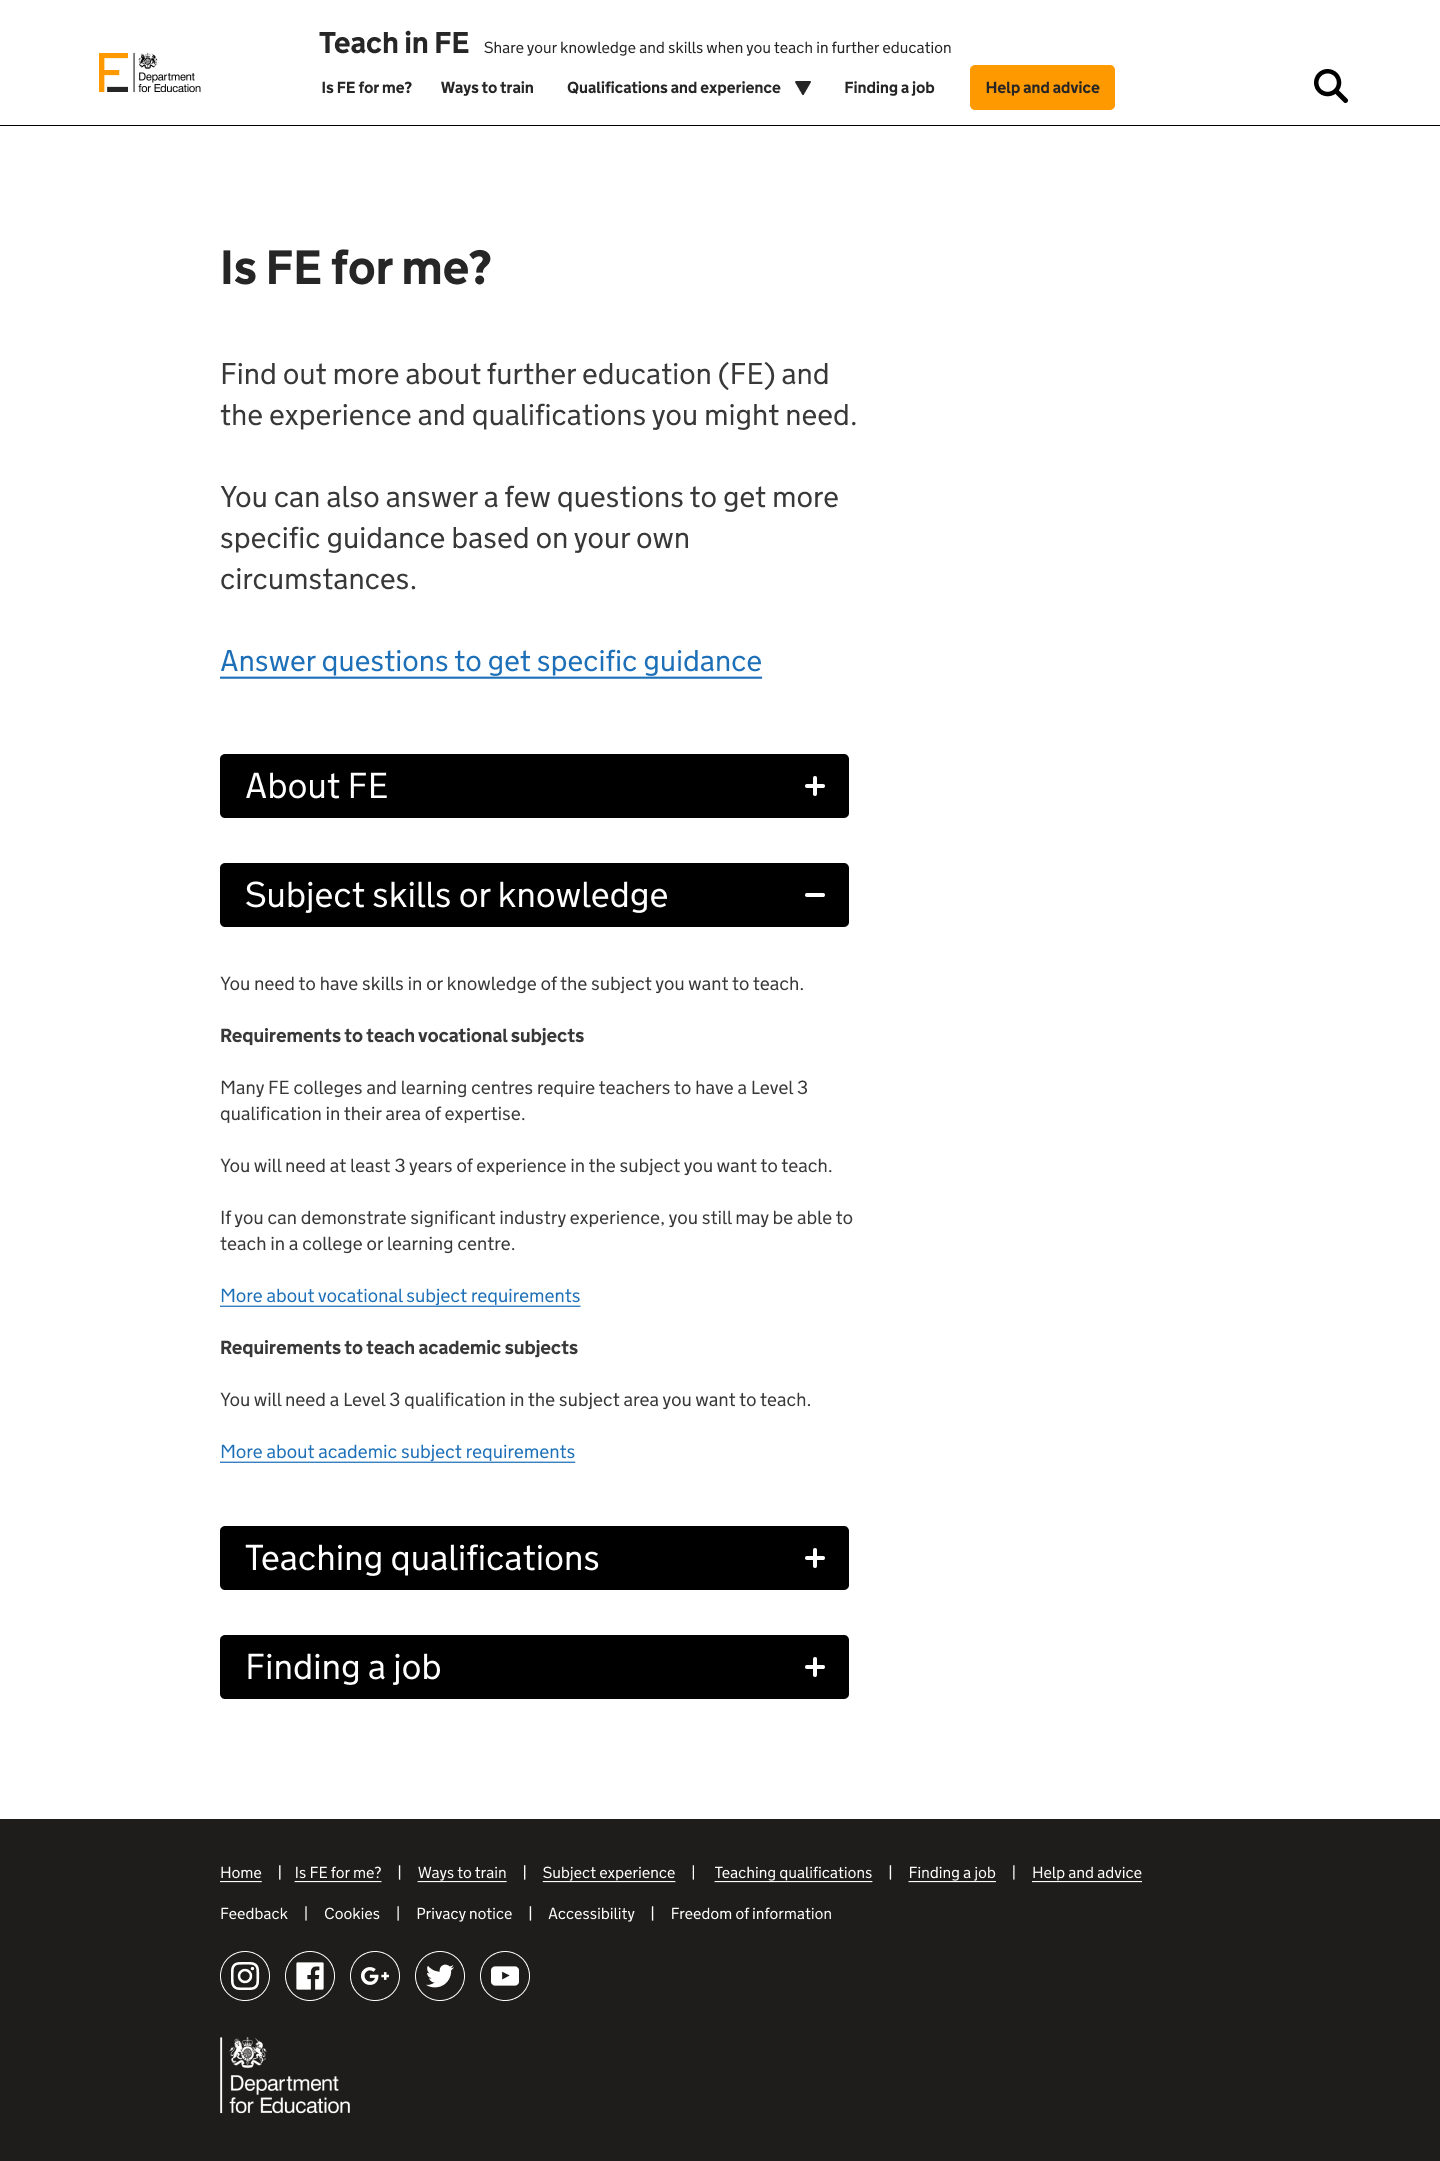 Teach in FE Share your knowledge and skills when you teach in further education
Department
for Education
Is FE for me? Ways to train Qualifications and experience Finding a job Help and advice
Is FE for me?
Find out more about further education (FE) and
the experience and qualifications you might need.
You can also answer a few questions to get more
specific guidance based on your own
circumstances.
Answer questions to get specific guidance
About FE
Subject skills or knowledge
You need to have skills in or knowledge of the subject you want to teach.
Requirements to teach vocational subjects
Many FE colleges and learning centres require teachers to have a Level 3
qualification in their area of expertise.
You will need at least 3 years of experience in the subject you want to teach.
If you can demonstrate significant industry experience, you still may be able to
teach in a college or learning centre.
More about vocational subject requirements
Requirements to teach academic subjects
You will need a Level 3 qualification in the subject area you want to teach.
More about academic subject requirements
Teaching qualifications
Finding a job
Home | Is FE for me? | Ways to train | Subject experience | Teaching qualifications | Finding a job | Help and advice
Feedback | Cookies | Privacy notice | Accessibility | Freedom of information
G+
Department
for Education